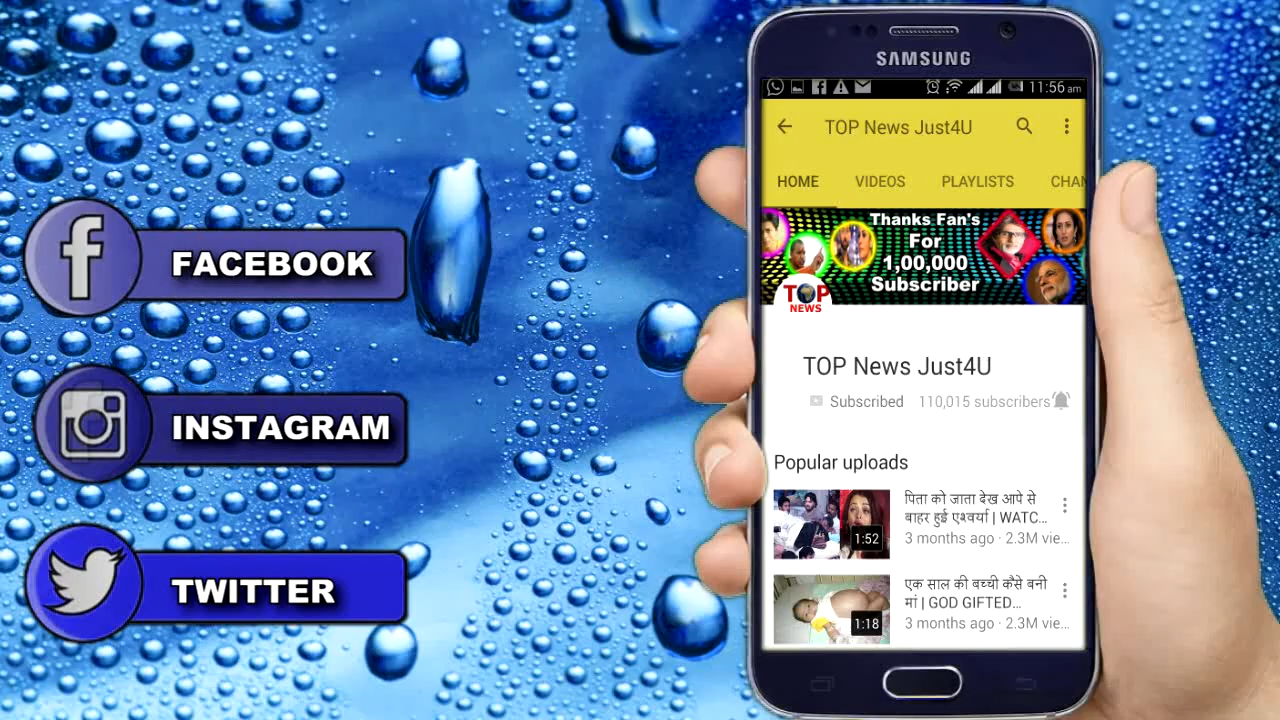 FACEBOOK
INSTAGRAM
TWITTER
SAMSUNG
11:56 am
TOP News Just4U
HOME VIDEOS PLAYLISTS CHAN
Thanks Fan's
For
1,00,000
Subscriber
TOP
NEWS
TOP News Just4U
Subscribed 110,015 subscribers
Popular uploads
पिता को जाता देख आपे से
बाहर हुई एश्वर्या | WATC...
1:52
3 months ago · 2.3M vie...
एक साल की बच्ची कैसे बनी
मां | GOD GIFTED...
1:18
3 months ago · 2.3M vie...